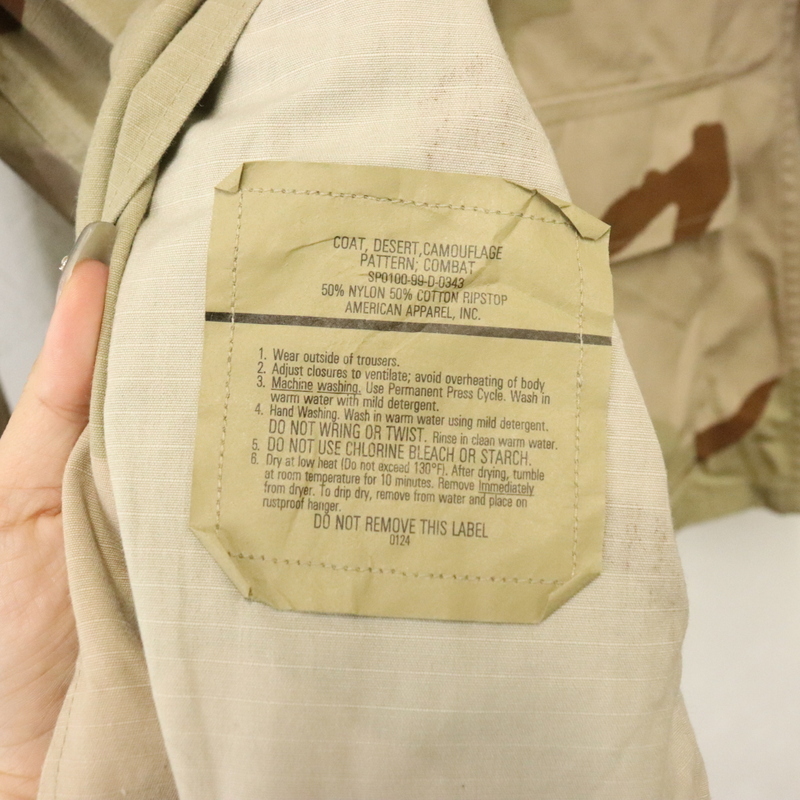 COAT, DESERT,CAMOUFLAGE
PATTERN; COMBAT
SP0100-99-D-0343
50% NYLON 50% COTTON RIPSTOP
AMERICAN APPAREL, INC.
1. Wear outside of trousers.
2. Adjust closures to ventilate; avoid overheating of body
3. Machine washing. Use Permanent Press Cycle. Wash in
warm water with mild detergent.
4. Hand Washing. Wash in warm water using mild detergent.
DO NOT WRING OR TWIST. Rinse in clean warm water.
5. DO NOT USE CHLORINE BLEACH OR STARCH.
6. Dry at low heat (Do not exceed 130°F). After drying, tumble
at room temperature for 10 minutes. Remove Immediately
from dryer. To drip dry, remove from water and place on
rustproof hanger.
DO NOT REMOVE THIS LABEL
0124